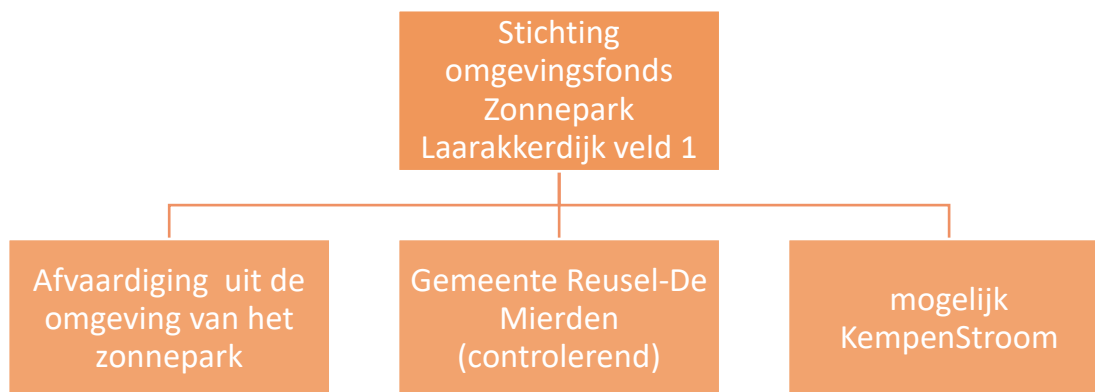 Stichting
omgevingsfonds
Zonnepark
Laarakkerdijk veld 1
Afvaardiging uit de
omgeving van het
zonnepark
Gemeente Reusel-De
Mierden
(controlerend)
mogelijk
KempenStroom